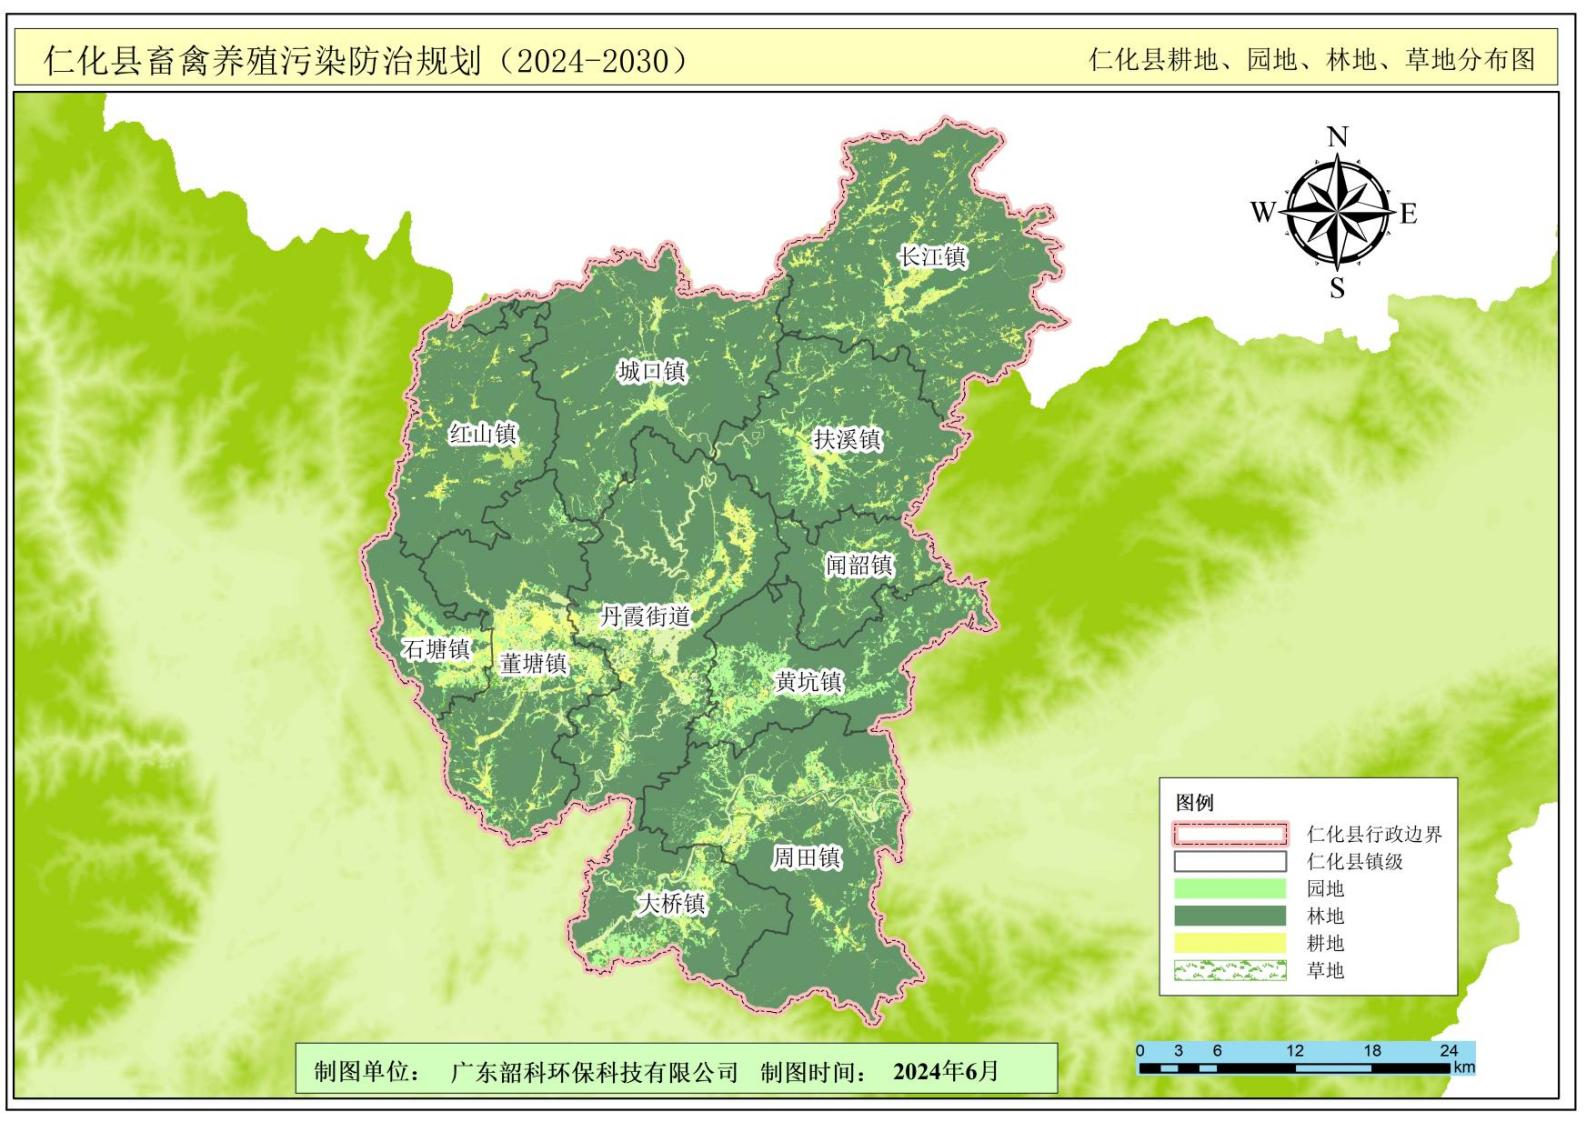 仁化县畜禽养殖污染防治规划（2024-2030）
仁化县耕地、园地、林地、草地分布图
N
W
E
S
长江镇
城口镇
红山镇
扶溪镇
闻韶镇
丹霞街道
石塘镇
董塘镇
黄坑镇
周田镇
大桥镇
图例
仁化县行政边界
仁化县镇级
园地
林地
耕地
草地
0 3 6 12 18 24
km
制图单位： 广东韶科环保科技有限公司 制图时间： 2024年6月